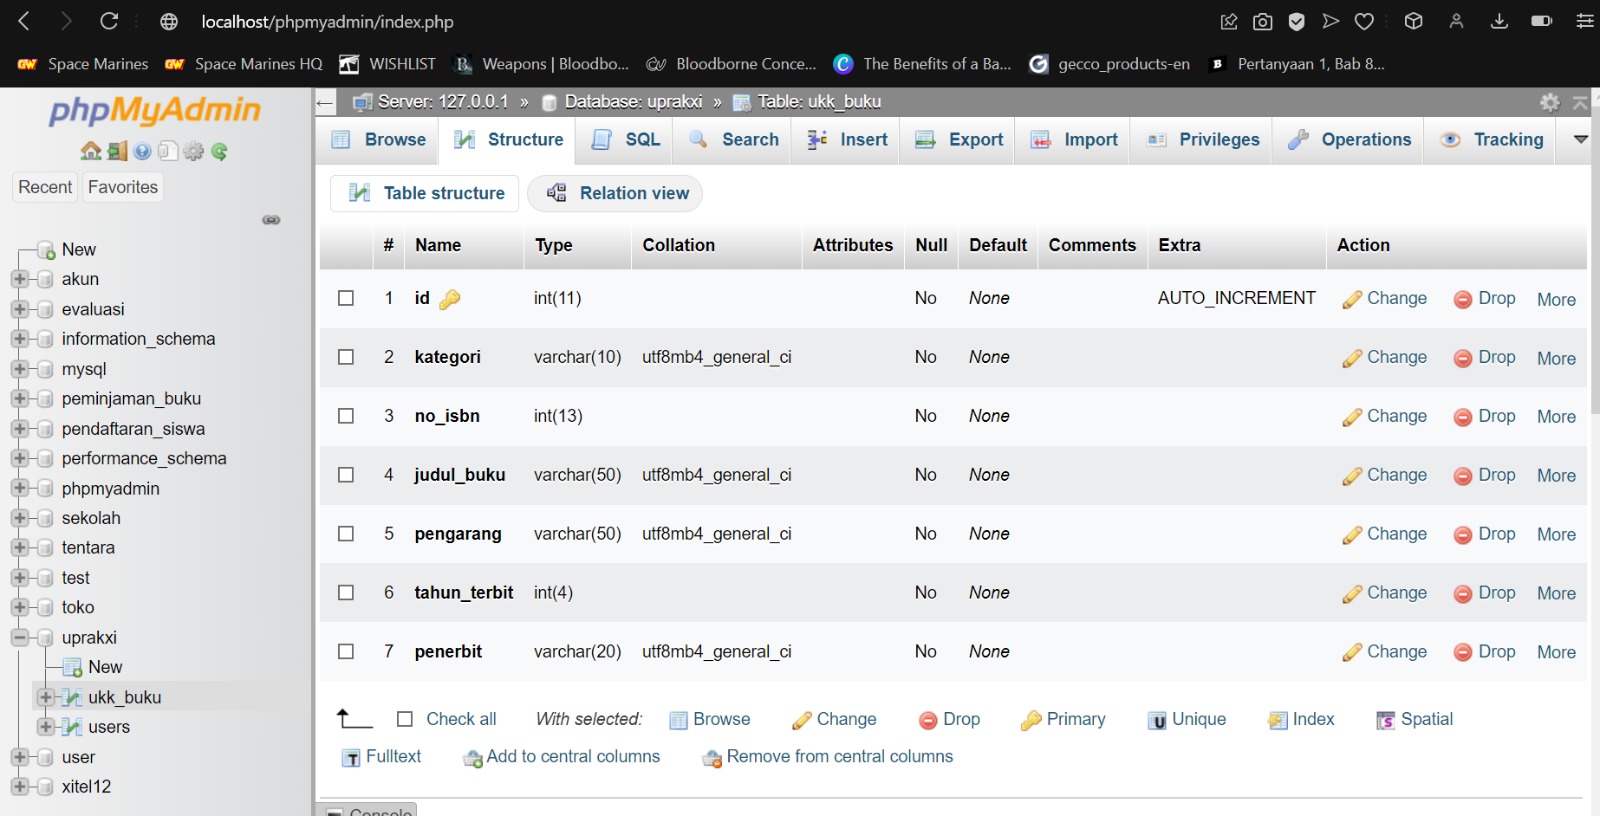 localhost/phpmyadmin/index.php
Space Marines Space Marines HQ WISHLIST Weapons | Bloodbo... Bloodborne Conce... The Benefits of a Ba... gecco_products-en Pertanyaan 1, Bab 8...
phpMyAdmin
Recent Favorites
New
akun
evaluasi
information_schema
mysql
peminjaman_buku
pendaftaran_siswa
performance_schema
phpmyadmin
sekolah
tentara
test
toko
uprakxi
New
ukk_buku
users
user
xitel12
Server: 127.0.0.1 » Database: uprakxi » Table: ukk_buku
Browse Structure SQL Search Insert Export Import Privileges Operations Tracking
Table structure Relation view
# Name Type Collation Attributes Null Default Comments Extra Action
1 id int(11) No None AUTO_INCREMENT Change Drop More
2 kategori varchar(10) utf8mb4_general_ci No None Change Drop More
3 no_isbn int(13) No None Change Drop More
4 judul_buku varchar(50) utf8mb4_general_ci No None Change Drop More
5 pengarang varchar(50) utf8mb4_general_ci No None Change Drop More
6 tahun_terbit int(4) No None Change Drop More
7 penerbit varchar(20) utf8mb4_general_ci No None Change Drop More
Check all With selected: Browse Change Drop Primary Unique Index Spatial
Fulltext Add to central columns Remove from central columns
Console